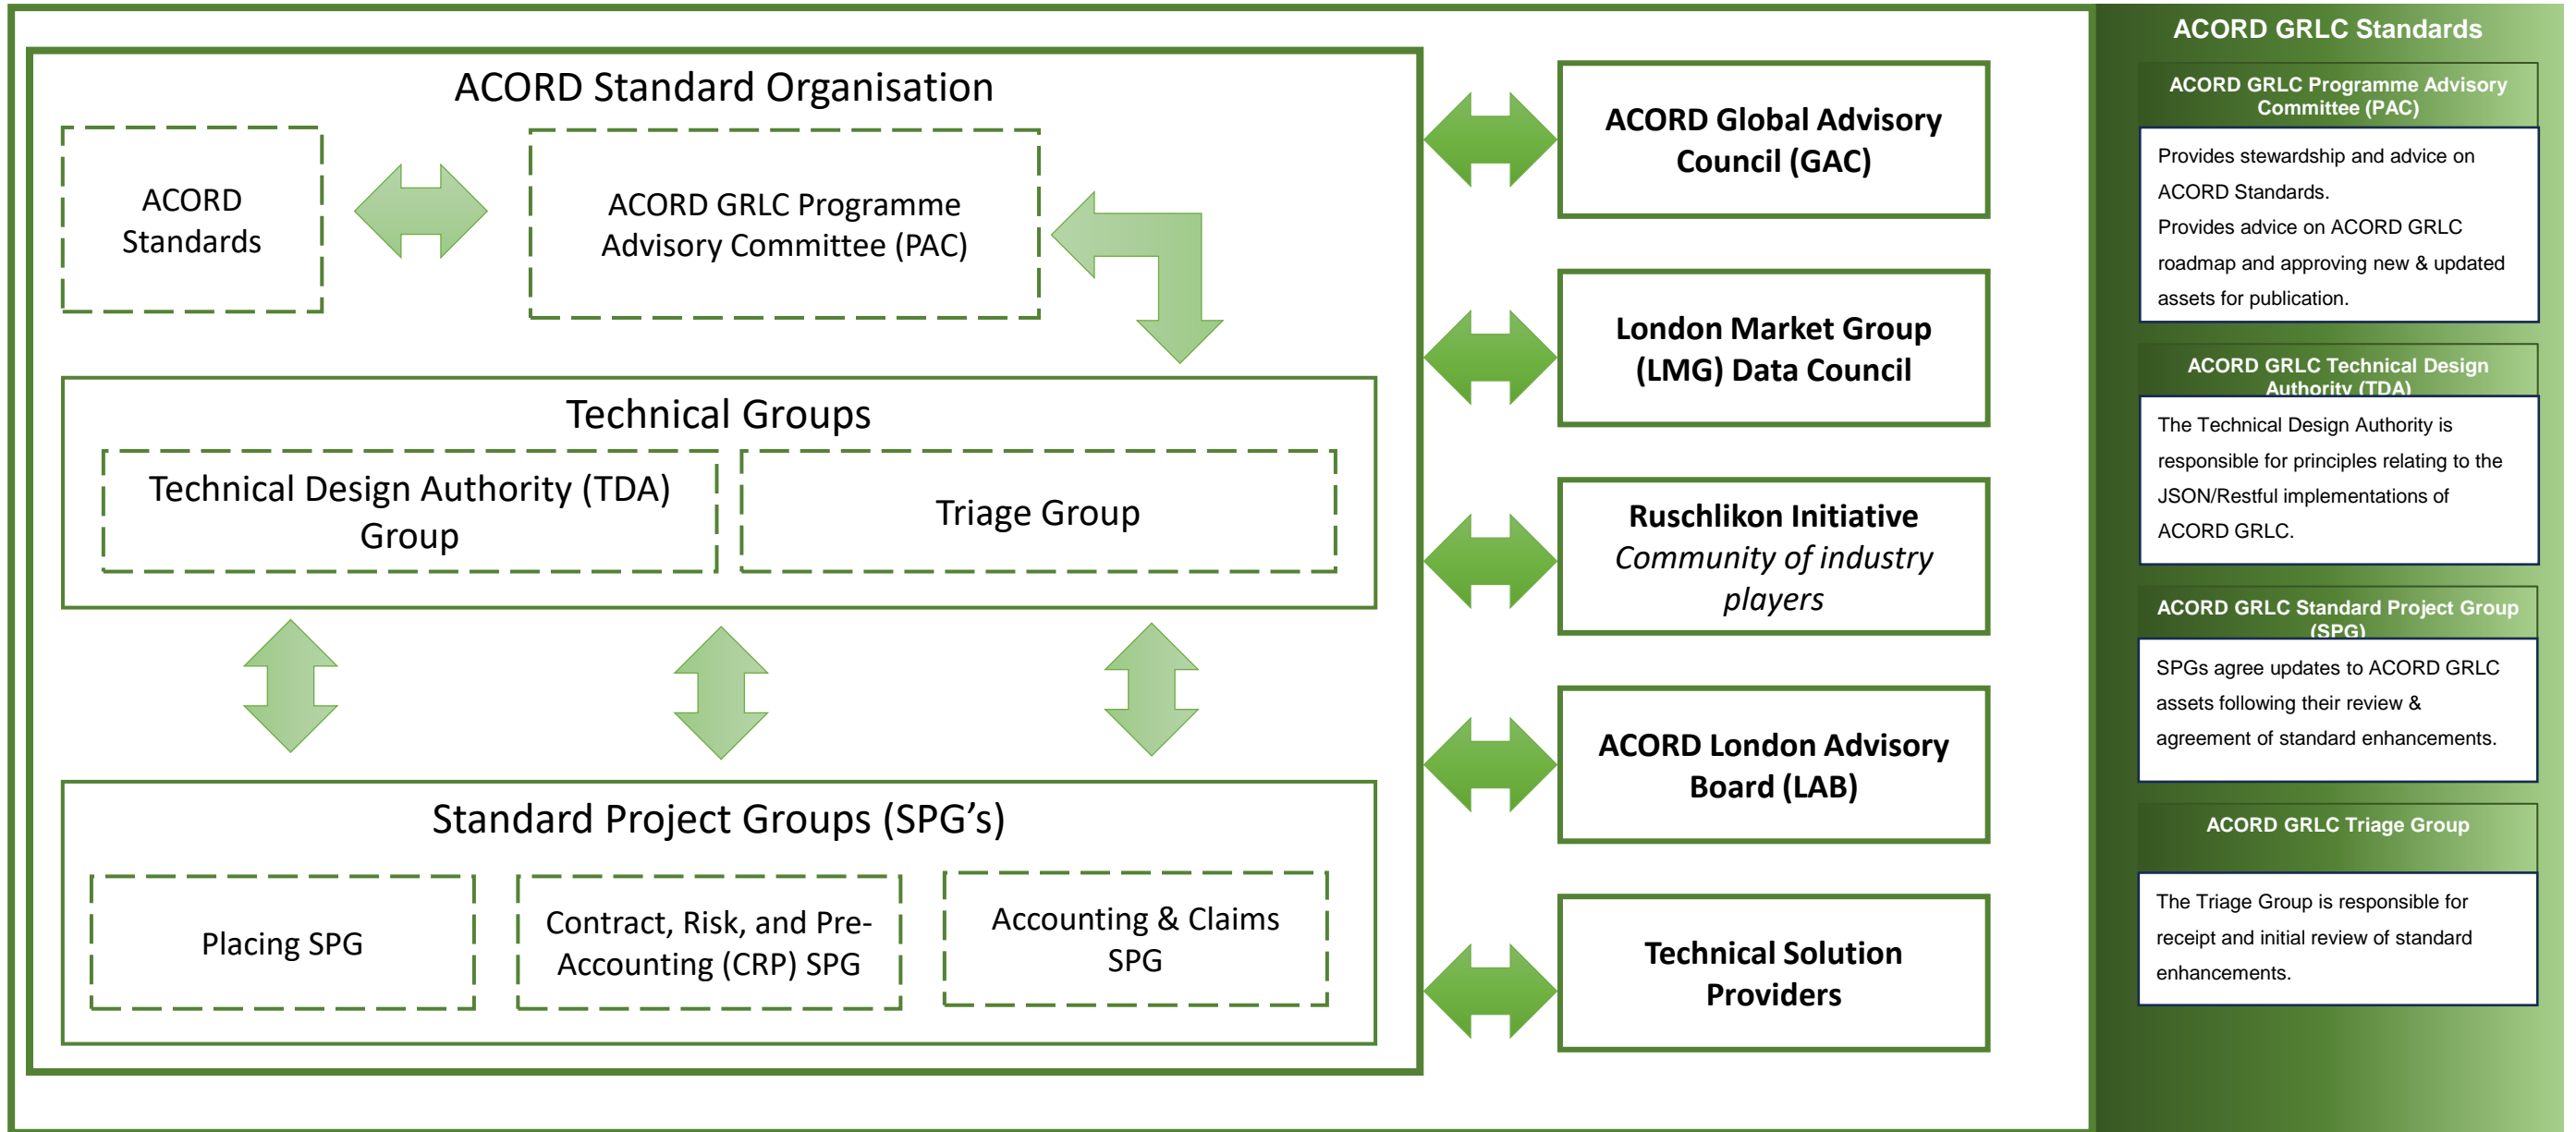 ACORD Standard Organisation
ACORD
Standards
ACORD GRLC Programme
Advisory Committee (PAC)
Technical Groups
Technical Design Authority (TDA)
Group
Triage Group
Standard Project Groups (SPG’s)
Placing SPG
Contract, Risk, and Pre-
Accounting (CRP) SPG
Accounting & Claims
SPG
ACORD Global Advisory
Council (GAC)
London Market Group
(LMG) Data Council
Ruschlikon Initiative
Community of industry
players
ACORD London Advisory
Board (LAB)
Technical Solution
Providers
ACORD GRLC Standards
ACORD GRLC Programme Advisory
Committee (PAC)
Provides stewardship and advice on
ACORD Standards.
Provides advice on ACORD GRLC
roadmap and approving new & updated
assets for publication.
ACORD GRLC Technical Design
Authority (TDA)
The Technical Design Authority is
responsible for principles relating to the
JSON/Restful implementations of
ACORD GRLC.
ACORD GRLC Standard Project Group
(SPG)
SPGs agree updates to ACORD GRLC
assets following their review &
agreement of standard enhancements.
ACORD GRLC Triage Group
The Triage Group is responsible for
receipt and initial review of standard
enhancements.